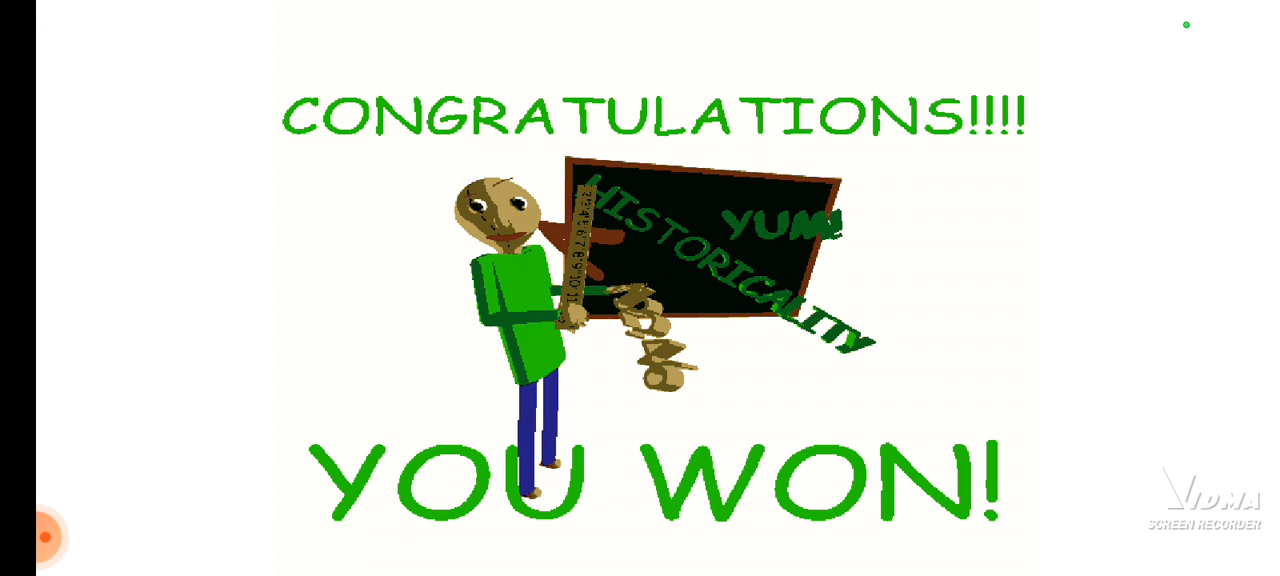 CONGRATULATIONS!!!!
HISTORICALITY
YUM!
YOU WON!
VIDMA
SCREEN RECORDER